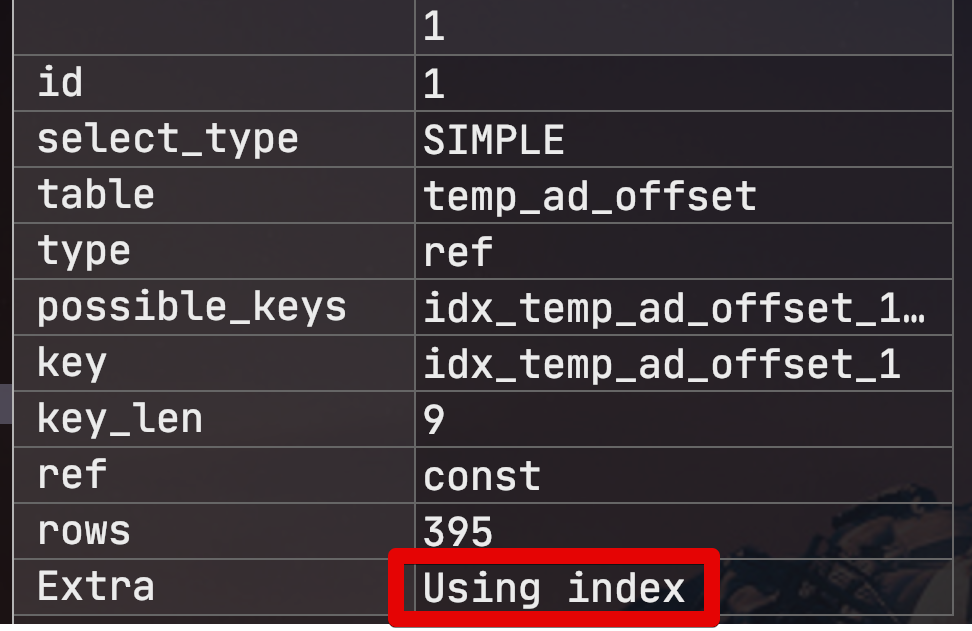 1
id 1
select_type SIMPLE
table temp_ad_offset
type ref
possible_keys idx_temp_ad_offset_1…
key idx_temp_ad_offset_1
key_len 9
ref const
rows 395
Extra Using index